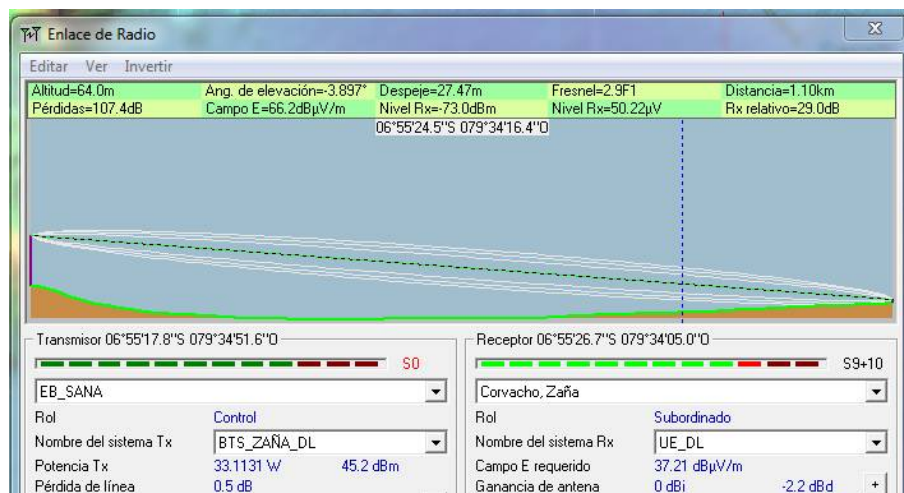 Enlace de Radio
Editar Ver Invertir
Altitud=64.0m Ang. de elevación=-3.897° Despeje=27.47m Fresnel=2.9F1 Distancia=1.10km
Pérdidas=107.4dB Campo E=66.2dBµV/m Nivel Rx=-73.0dBm Nivel Rx=50.22µV Rx relativo=29.0dB
06°55'24.5''S 079°34'16.4''O
Transmisor 06°55'17.8''S 079°34'51.6''O Receptor 06°55'26.7''S 079°34'05.0''O
S0 S9+10
EB_SANA Corvacho, Zaña
Rol Control Rol Subordinado
Nombre del sistema Tx BTS_ZAÑA_DL Nombre del sistema Rx UE_DL
Potencia Tx 33.1131 W 45.2 dBm Campo E requerido 37.21 dBµV/m
Pérdida de línea 0.5 dB Ganancia de antena 0 dBi -2.2 dBd +